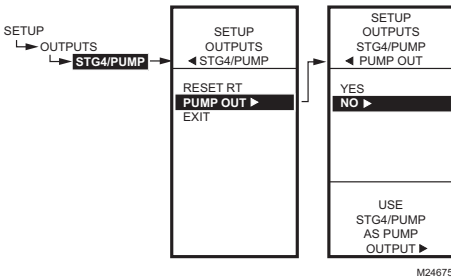 SETUP
OUTPUTS
STG4/PUMP
SETUP
OUTPUTS
◄ STG4/PUMP
RESET RT
PUMP OUT ►
EXIT
SETUP
OUTPUTS
STG4/PUMP
◄ PUMP OUT
YES
NO ►
USE
STG4/PUMP
AS PUMP
OUTPUT ►
M24675